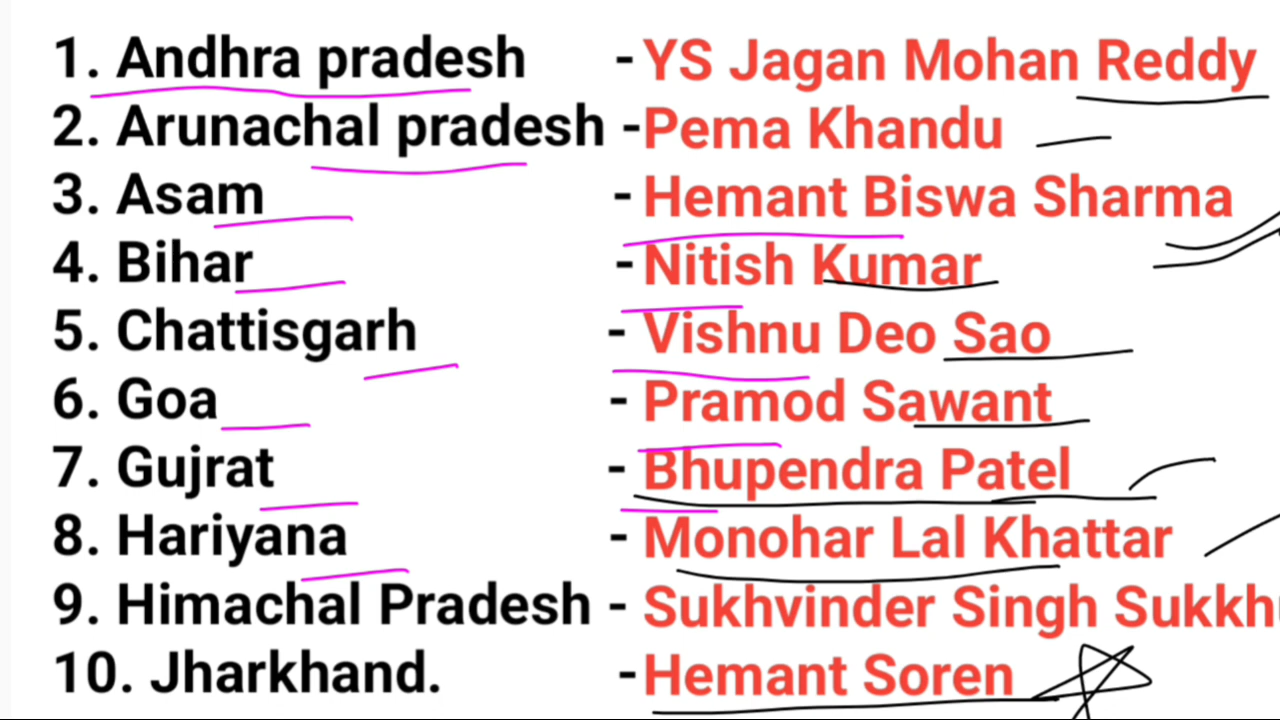 1. Andhra pradesh - YS Jagan Mohan Reddy
2. Arunachal pradesh -Pema Khandu
3. Asam - Hemant Biswa Sharma
4. Bihar - Nitish Kumar
5. Chattisgarh - Vishnu Deo Sao
6. Goa - Pramod Sawant
7. Gujrat - Bhupendra Patel
8. Hariyana - Monohar Lal Khattar
9. Himachal Pradesh - Sukhvinder Singh
10. Jharkhand. -Hemant Soren